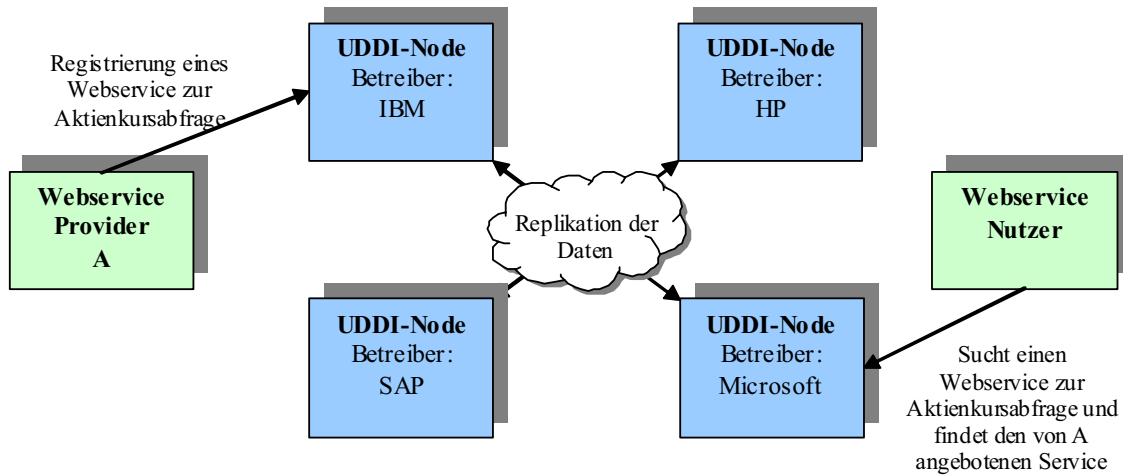 Registrierung eines
Webservice zur
Aktienkursabfrage
UDDI-Node
Betreiber:
IBM
UDDI-Node
Betreiber:
HP
Webservice
Provider
A
Replikation der
Daten
Webservice
Nutzer
UDDI-Node
Betreiber:
SAP
UDDI-Node
Betreiber:
Microsoft
Sucht einen
Webservice zur
Aktienkursabfrage und
findet den von A
angebotenen Service